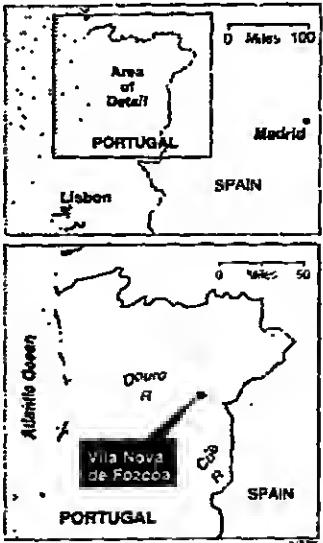 0 Miles 100
Area
of
Detail
PORTUGAL
Madrid
Lisbon
SPAIN
0 Miles 50
Atlantic Ocean
Douro
R
Vila Nova
de Fozcoa
Côa
R
SPAIN
PORTUGAL